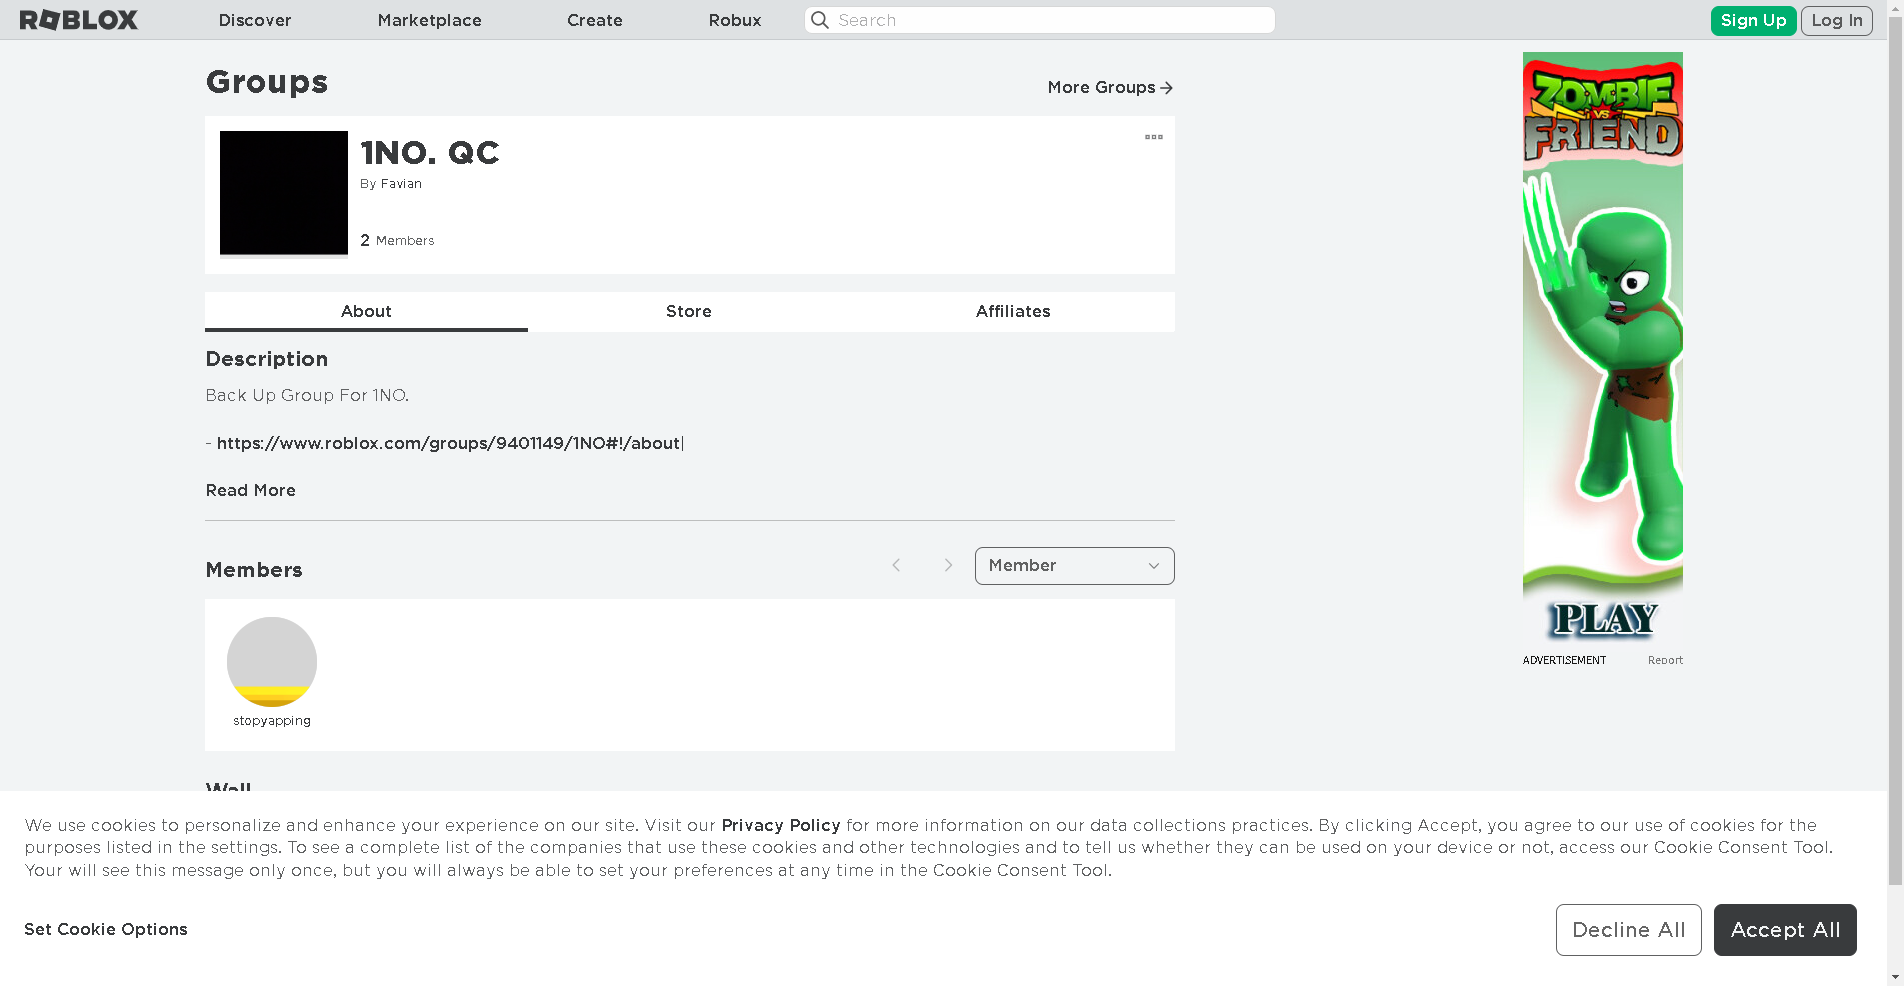 ROBLOX
Discover
Marketplace
Create
Robux
Search
Sign Up
Log In
Groups
More Groups
1NO. QC
By Favian
2 Members
About
Store
Affiliates
Description
Back Up Group For 1NO.
- https://www.roblox.com/groups/9401149/1NO#!/about|
Read More
Members
Member
stopyapping
Wall
ZOMBIE
VS
FRIEND
PLAY
ADVERTISEMENT
Report
We use cookies to personalize and enhance your experience on our site. Visit our Privacy Policy for more information on our data collections practices. By clicking Accept, you agree to our use of cookies for the
purposes listed in the settings. To see a complete list of the companies that use these cookies and other technologies and to tell us whether they can be used on your device or not, access our Cookie Consent Tool.
Your will see this message only once, but you will always be able to set your preferences at any time in the Cookie Consent Tool.
Set Cookie Options
Decline All
Accept All